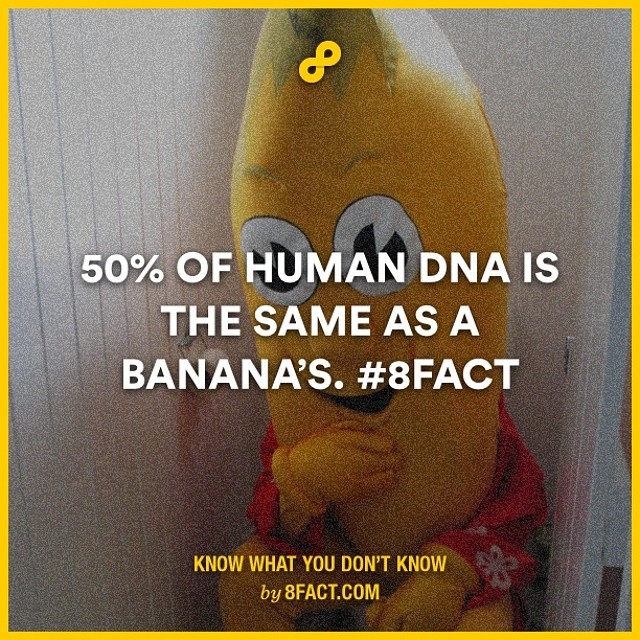 50% OF HUMAN DNA IS
THE SAME AS A
BANANA’S. #8FACT
KNOW WHAT YOU DON’T KNOW
by 8FACT.COM